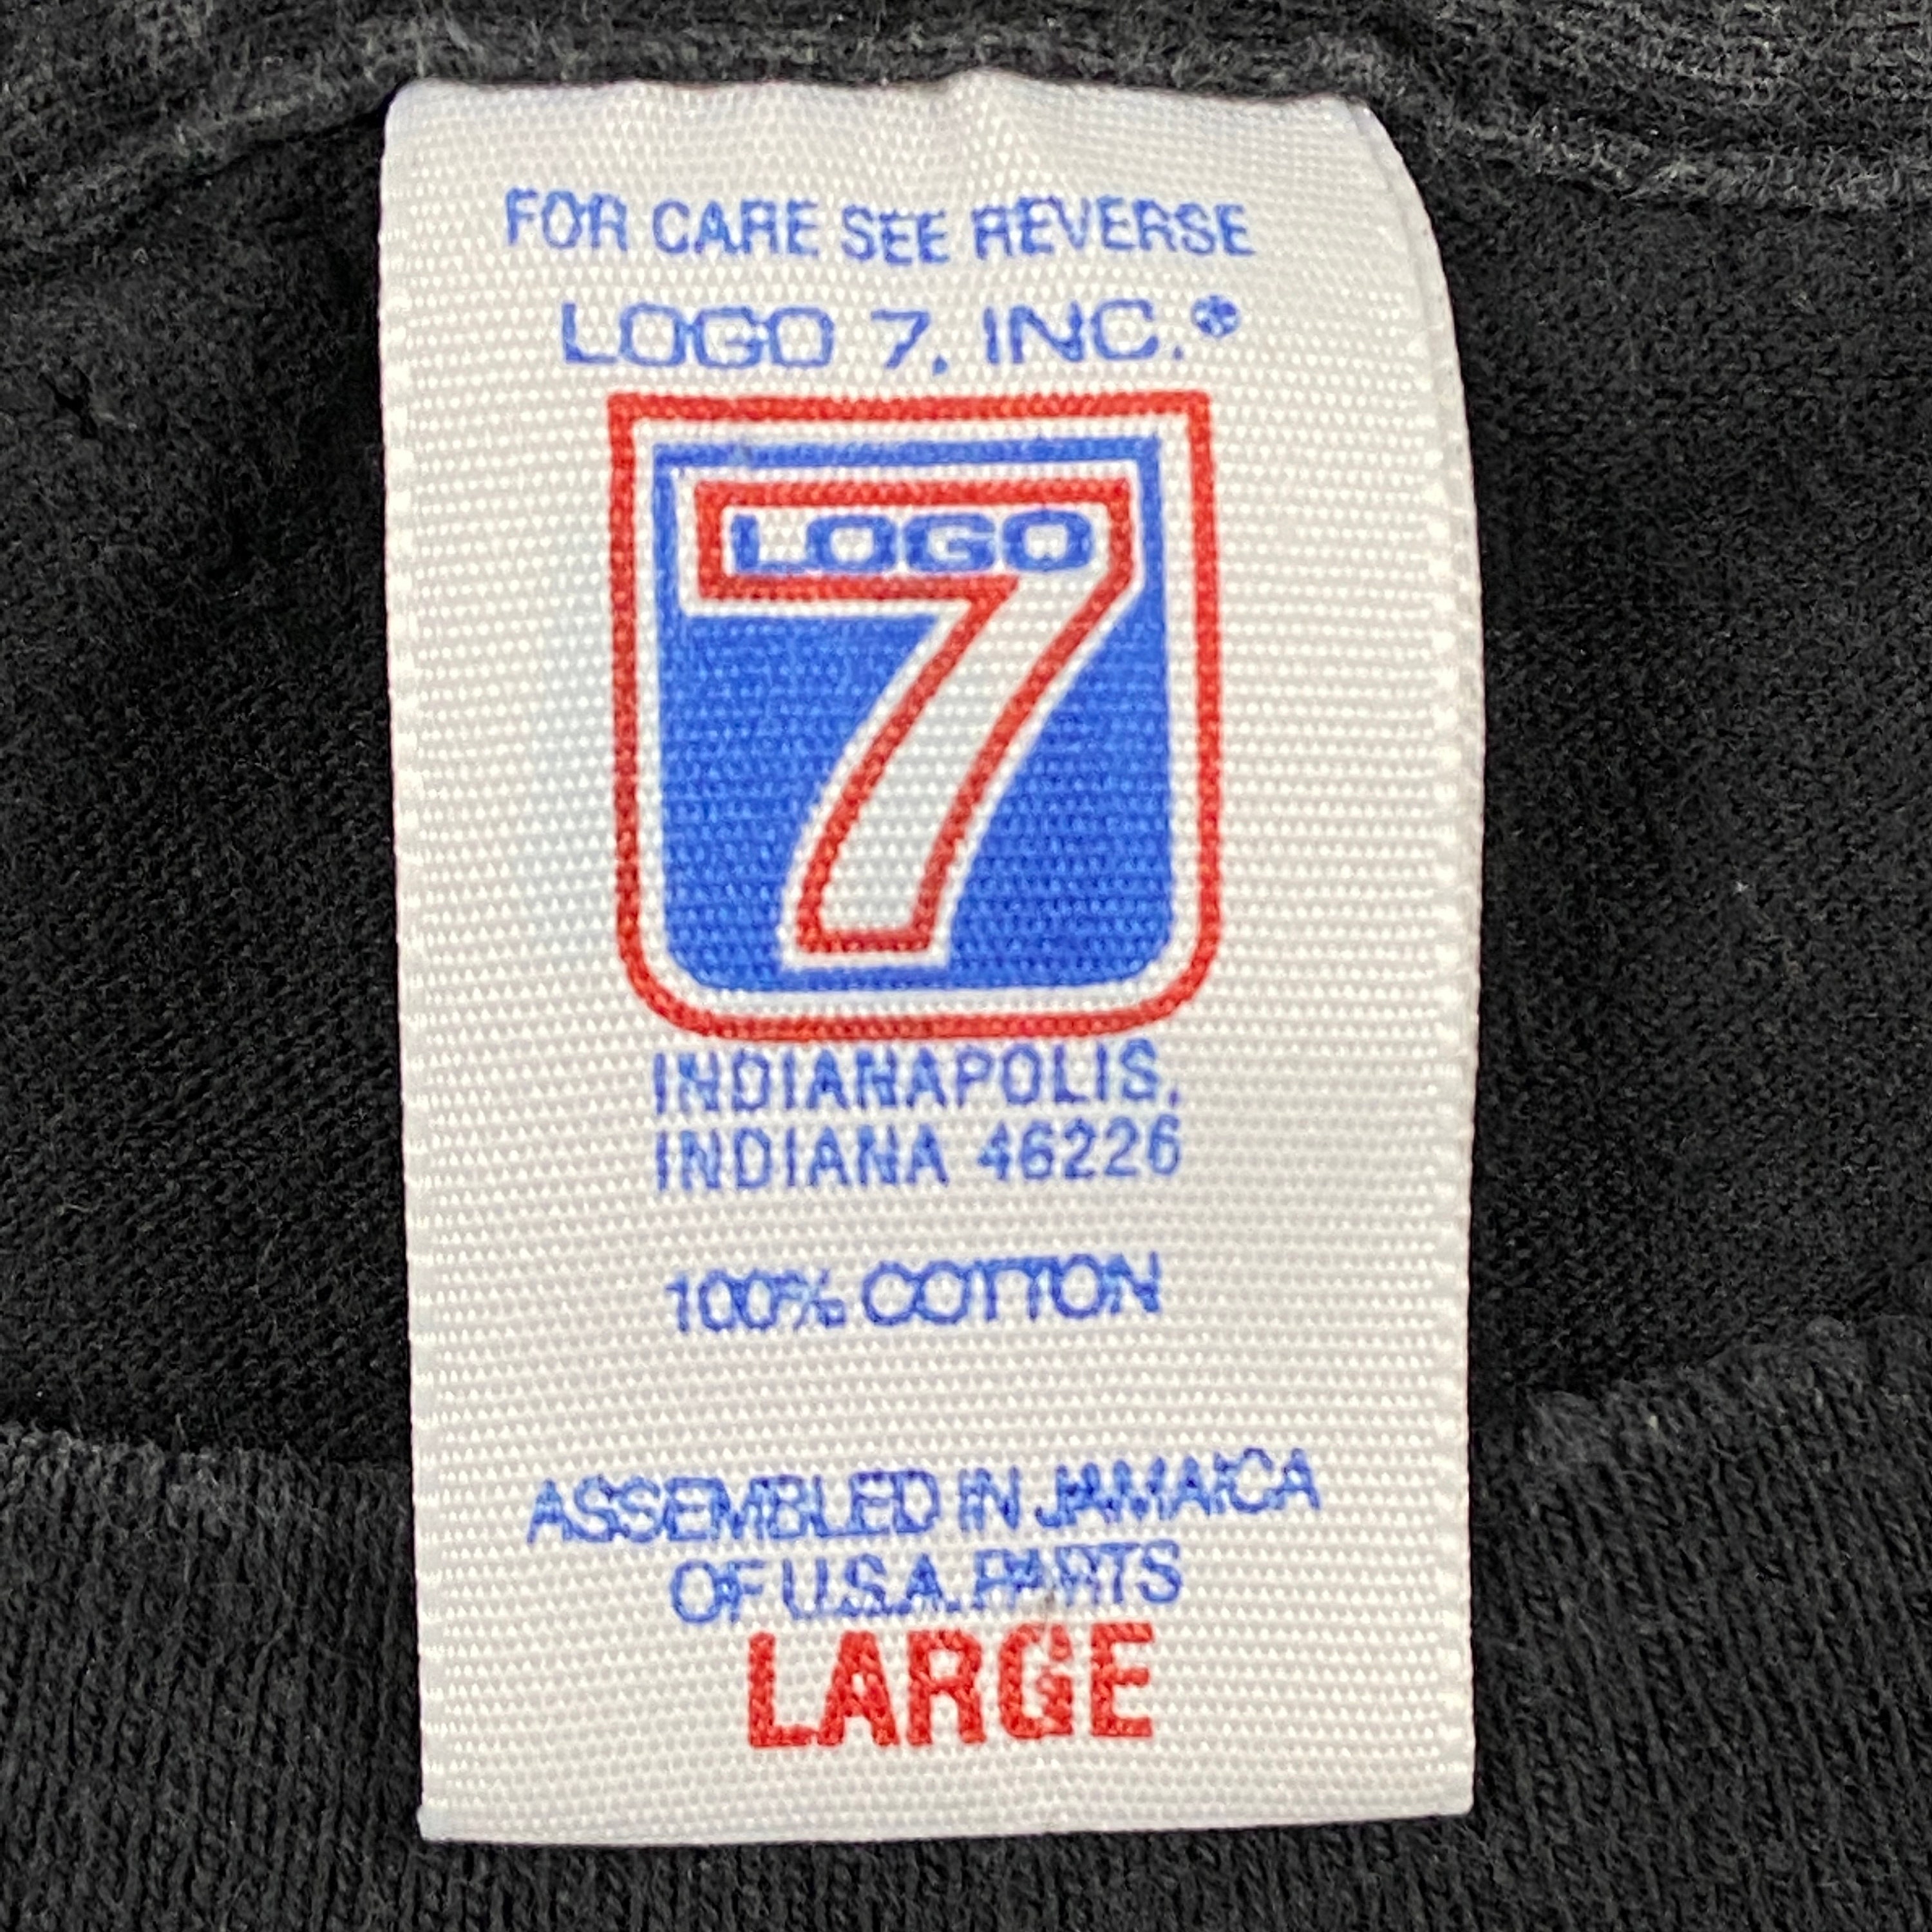 FOR CARE SEE REVERSE
LOGO 7, INC.®
LOGO
7
INDIANAPOLIS,
INDIANA 46226
100% COTTON
ASSEMBLED IN JAMAICA
OF U.S.A. PARTS
LARGE